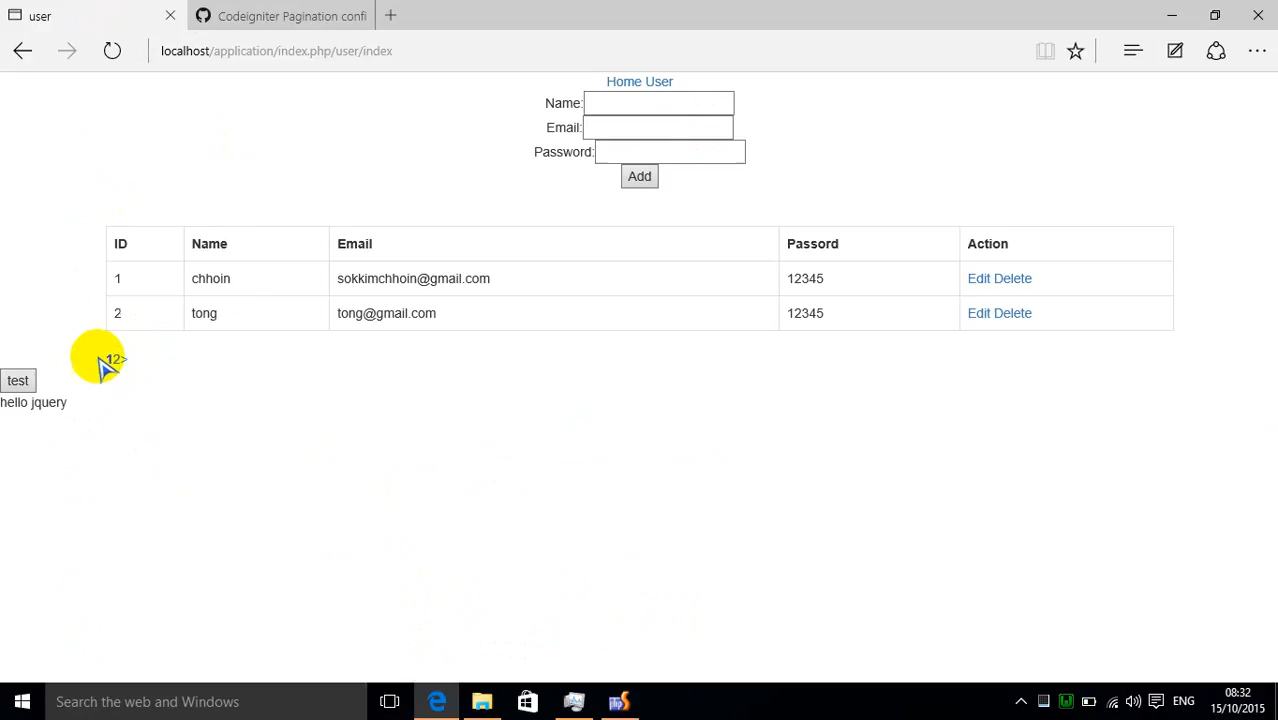 user
Codeigniter Pagination confi
localhost/application/index.php/user/index
Home User
Name:
Email:
Password:
Add
ID Name Email Passord Action
1 chhoin sokkimchhoin@gmail.com 12345 Edit Delete
2 tong tong@gmail.com 12345 Edit Delete
12>
test
hello jquery
Search the web and Windows
ENG
08:32
15/10/2015